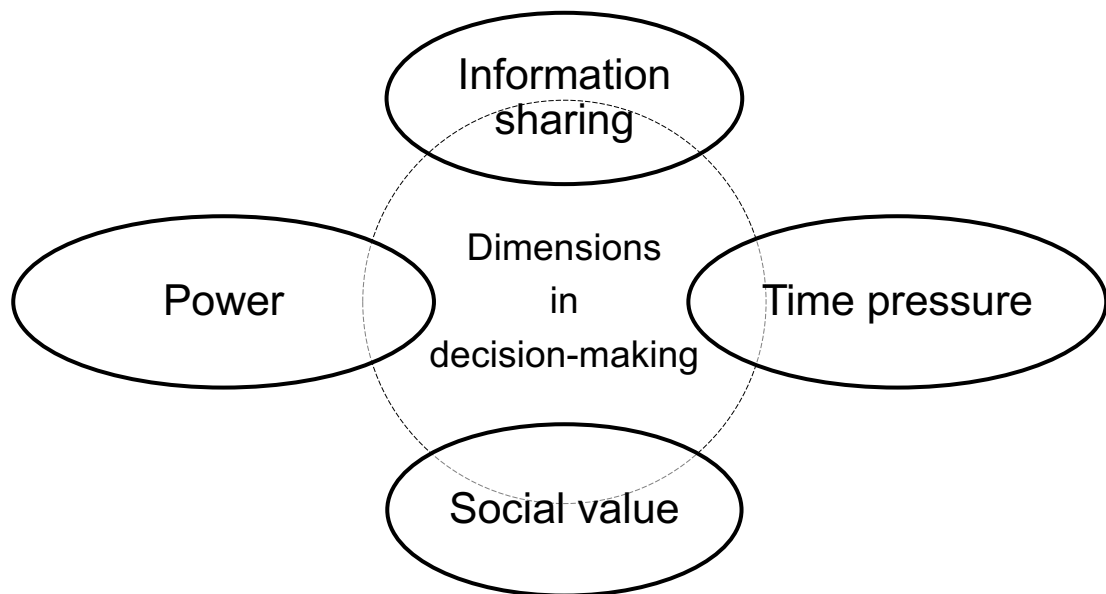 Information
sharing
Dimensions
in
decision-making
Power
Time pressure
Social value